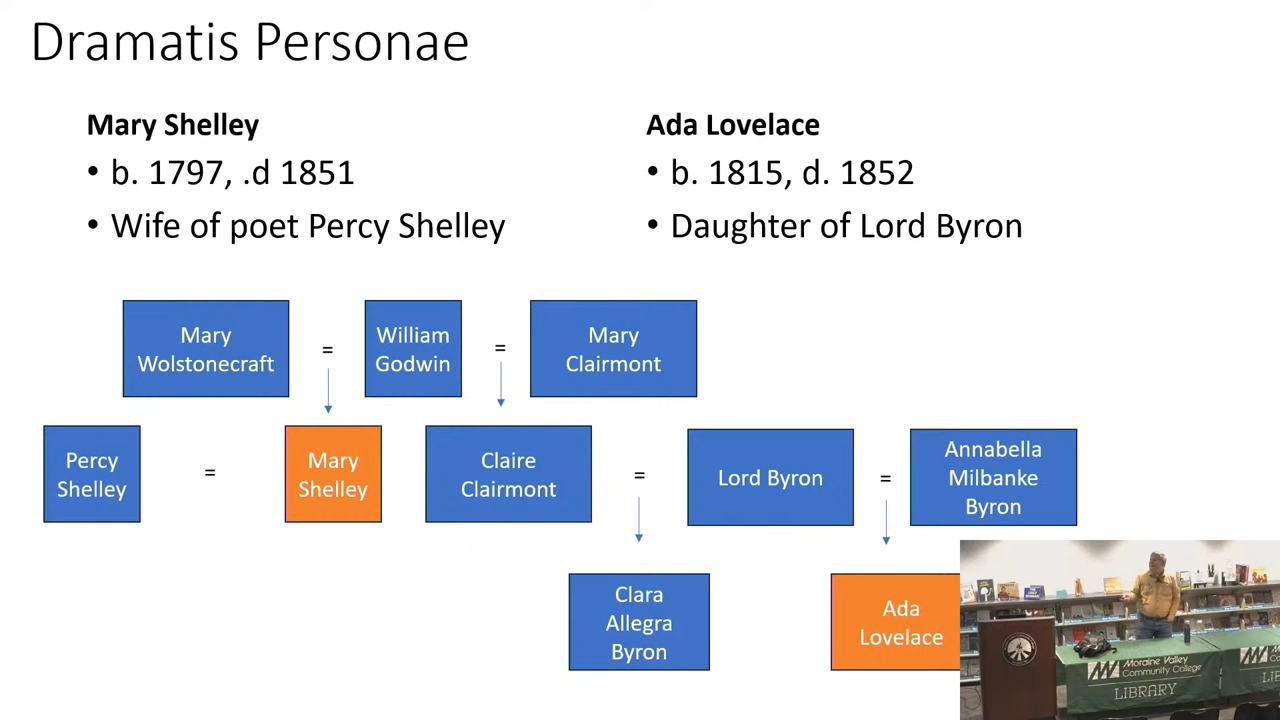 Dramatis Personae
Mary Shelley
• b. 1797, .d 1851
• Wife of poet Percy Shelley
Ada Lovelace
• b. 1815, d. 1852
• Daughter of Lord Byron
Mary
Wolstonecraft
=
William
Godwin
=
Mary
Clairmont
Percy
Shelley
=
Mary
Shelley
Claire
Clairmont
=
Lord Byron
=
Annabella
Milbanke
Byron
Clara
Allegra
Byron
Ada
Lovelace
Moraine Valley
Community College
LIBRARY